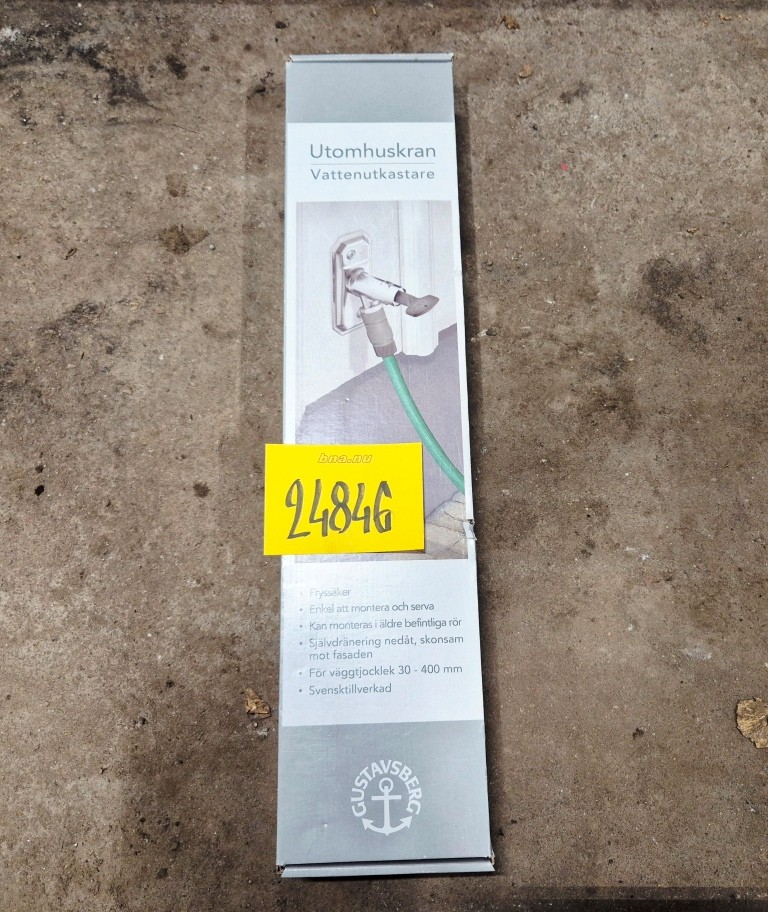 Utomhuskran
Vattenutkastare
bna.nu
24846
• Fryssäker
• Enkel att montera och serva
• Kan monteras i äldre befintliga rör
• Självdränering nedåt, skonsam
mot fasaden
• För väggtjocklek 30 - 400 mm
• Svensktillverkad
GUSTAVSBERG